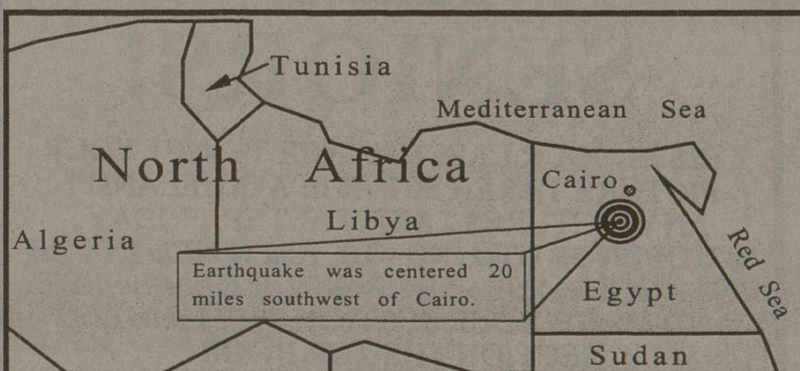 Tunisia
Mediterranean Sea
North Africa
Cairo
Libya
Algeria
Red Sea
Earthquake was centered 20
miles southwest of Cairo.
Egypt
Sudan